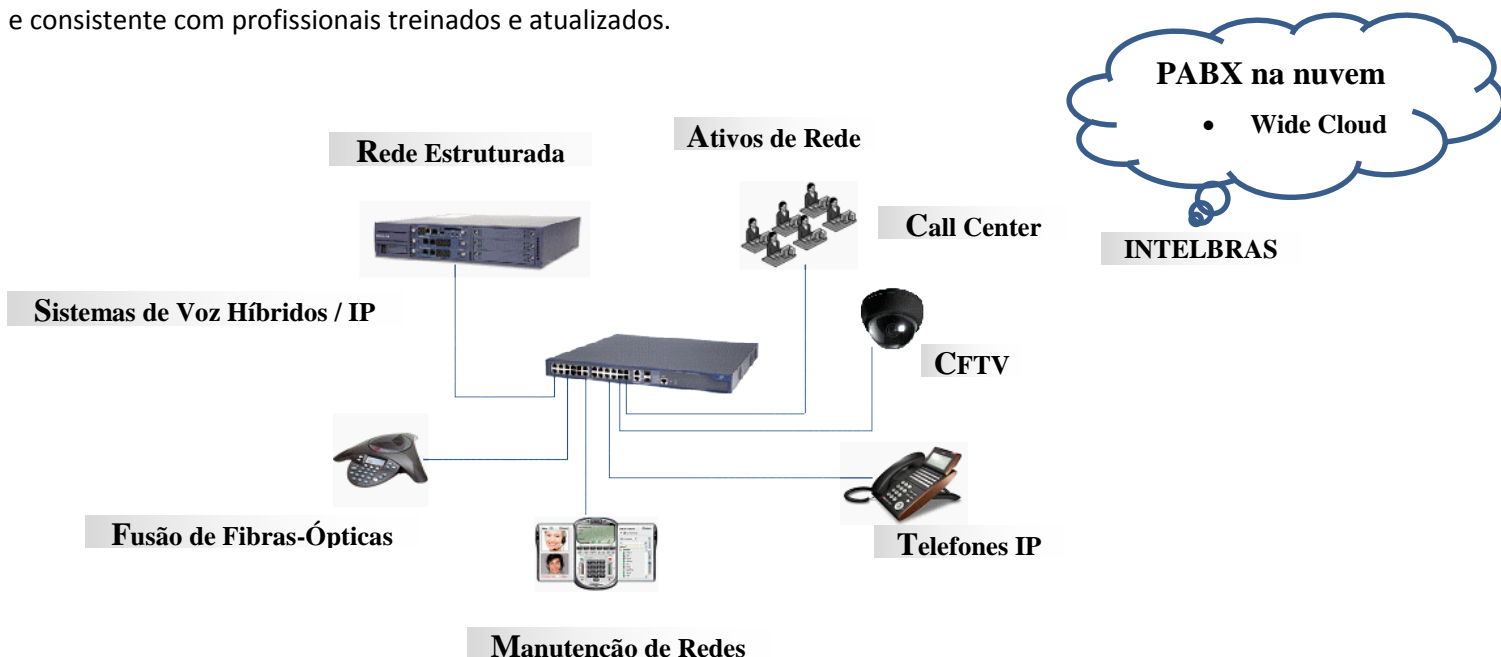 e consistente com profissionais treinados e atualizados.
PABX na nuvem
• Wide Cloud
Ativos de Rede
Rede Estruturada
Call Center
INTELBRAS
Sistemas de Voz Híbridos / IP
CFTV
Fusão de Fibras-Ópticas
Telefones IP
Manutenção de Redes